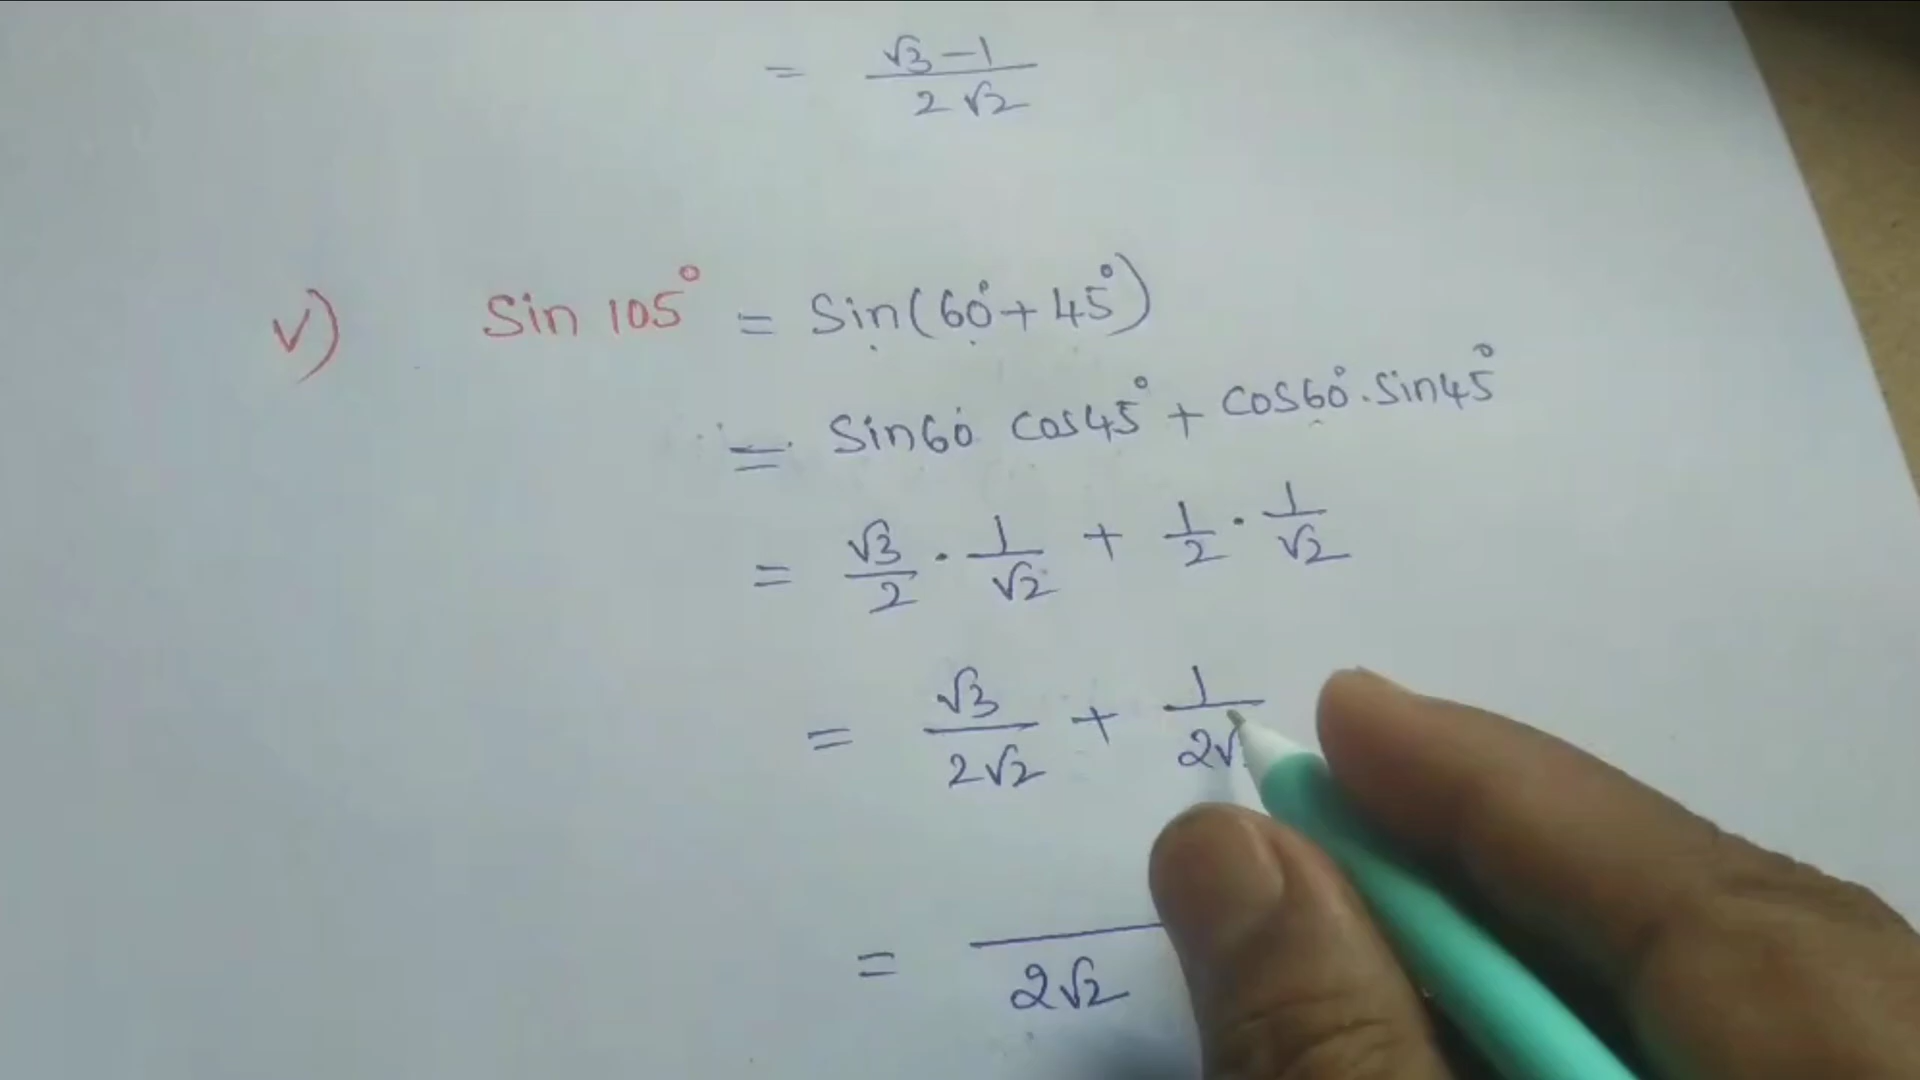 = √3 − 1 / 2√2
v) Sin 105° = Sin(60° + 45°)
= Sin60° cos45° + cos60° . Sin45°
= √3/2 . 1/√2 + 1/2 . 1/√2
= √3/2√2 + 1/2√
= /2√2